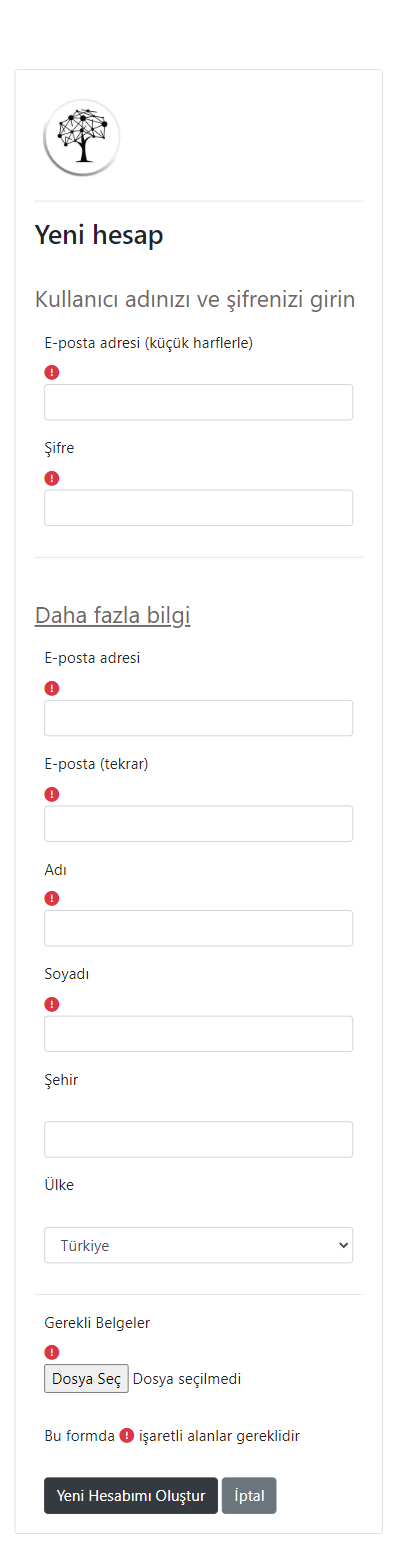 Yeni hesap
Kullanıcı adınızı ve şifrenizi girin
E-posta adresi (küçük harflerle)
Şifre
Daha fazla bilgi
E-posta adresi
E-posta (tekrar)
Adı
Soyadı
Şehir
Ülke
Türkiye
Gerekli Belgeler
Dosya Seç Dosya seçilmedi
Bu formda işaretli alanlar gereklidir
Yeni Hesabımı Oluştur İptal